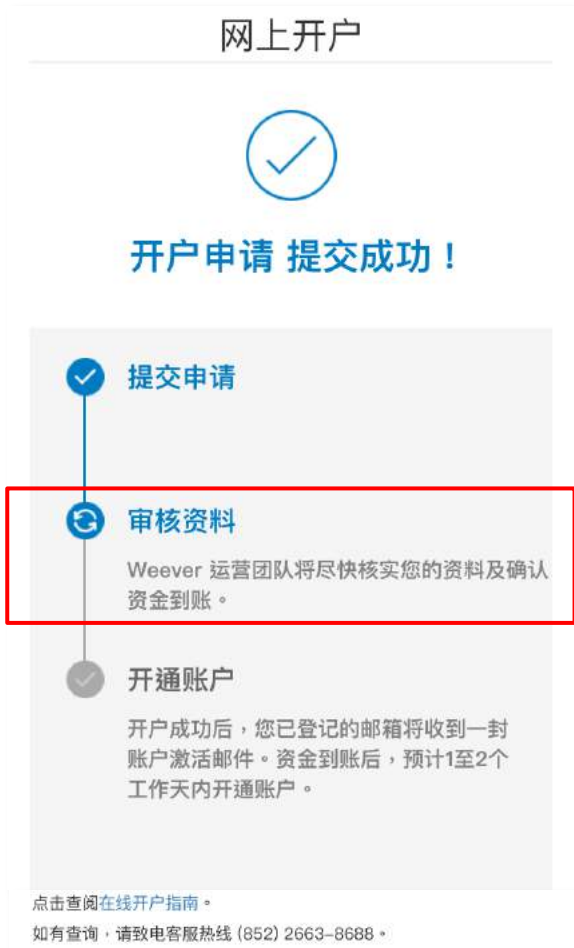 网上开户
开户申请 提交成功！
提交申请
审核资料
Weever 运营团队将尽快核实您的资料及确认
资金到账。
开通账户
开户成功后，您已登记的邮箱将收到一封
账户激活邮件。资金到账后，预计1至2个
工作天内开通账户。
点击查阅在线开户指南。
如有查询，请致电客服热线 (852) 2663-8688。